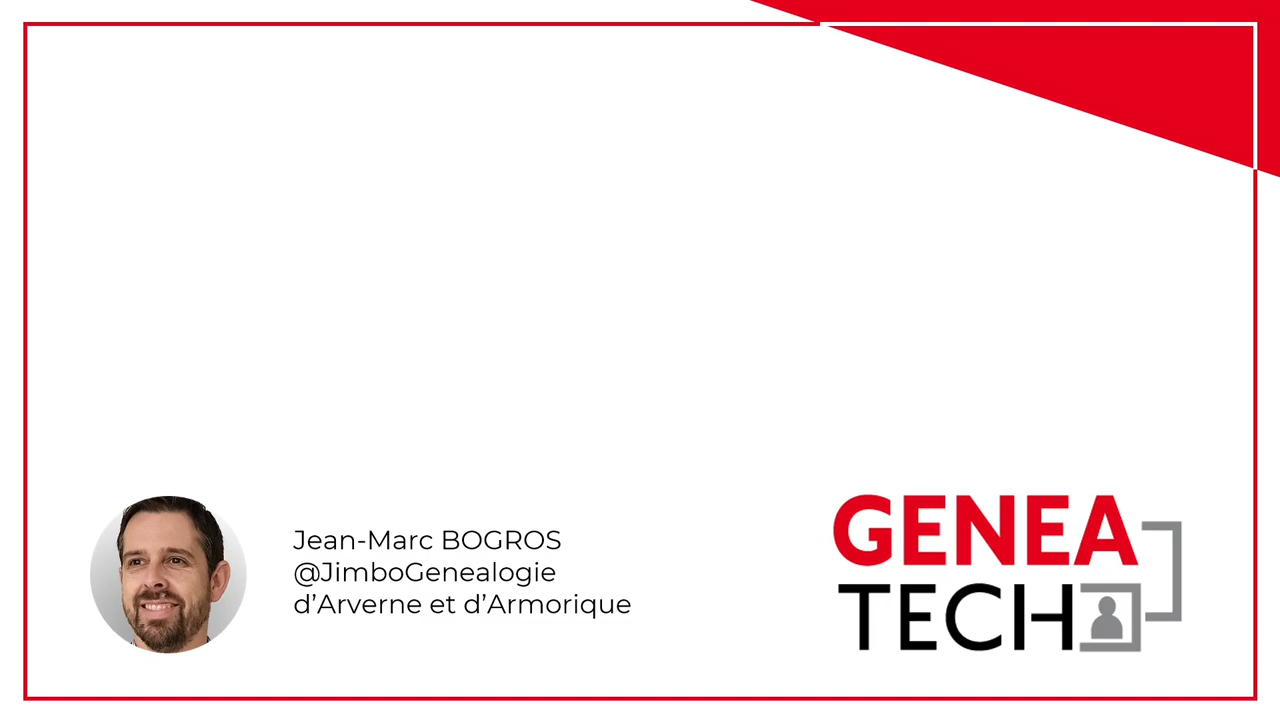 Jean-Marc BOGROS
@JimboGenealogie
d’Arverne et d’Armorique
GENEA
TECH